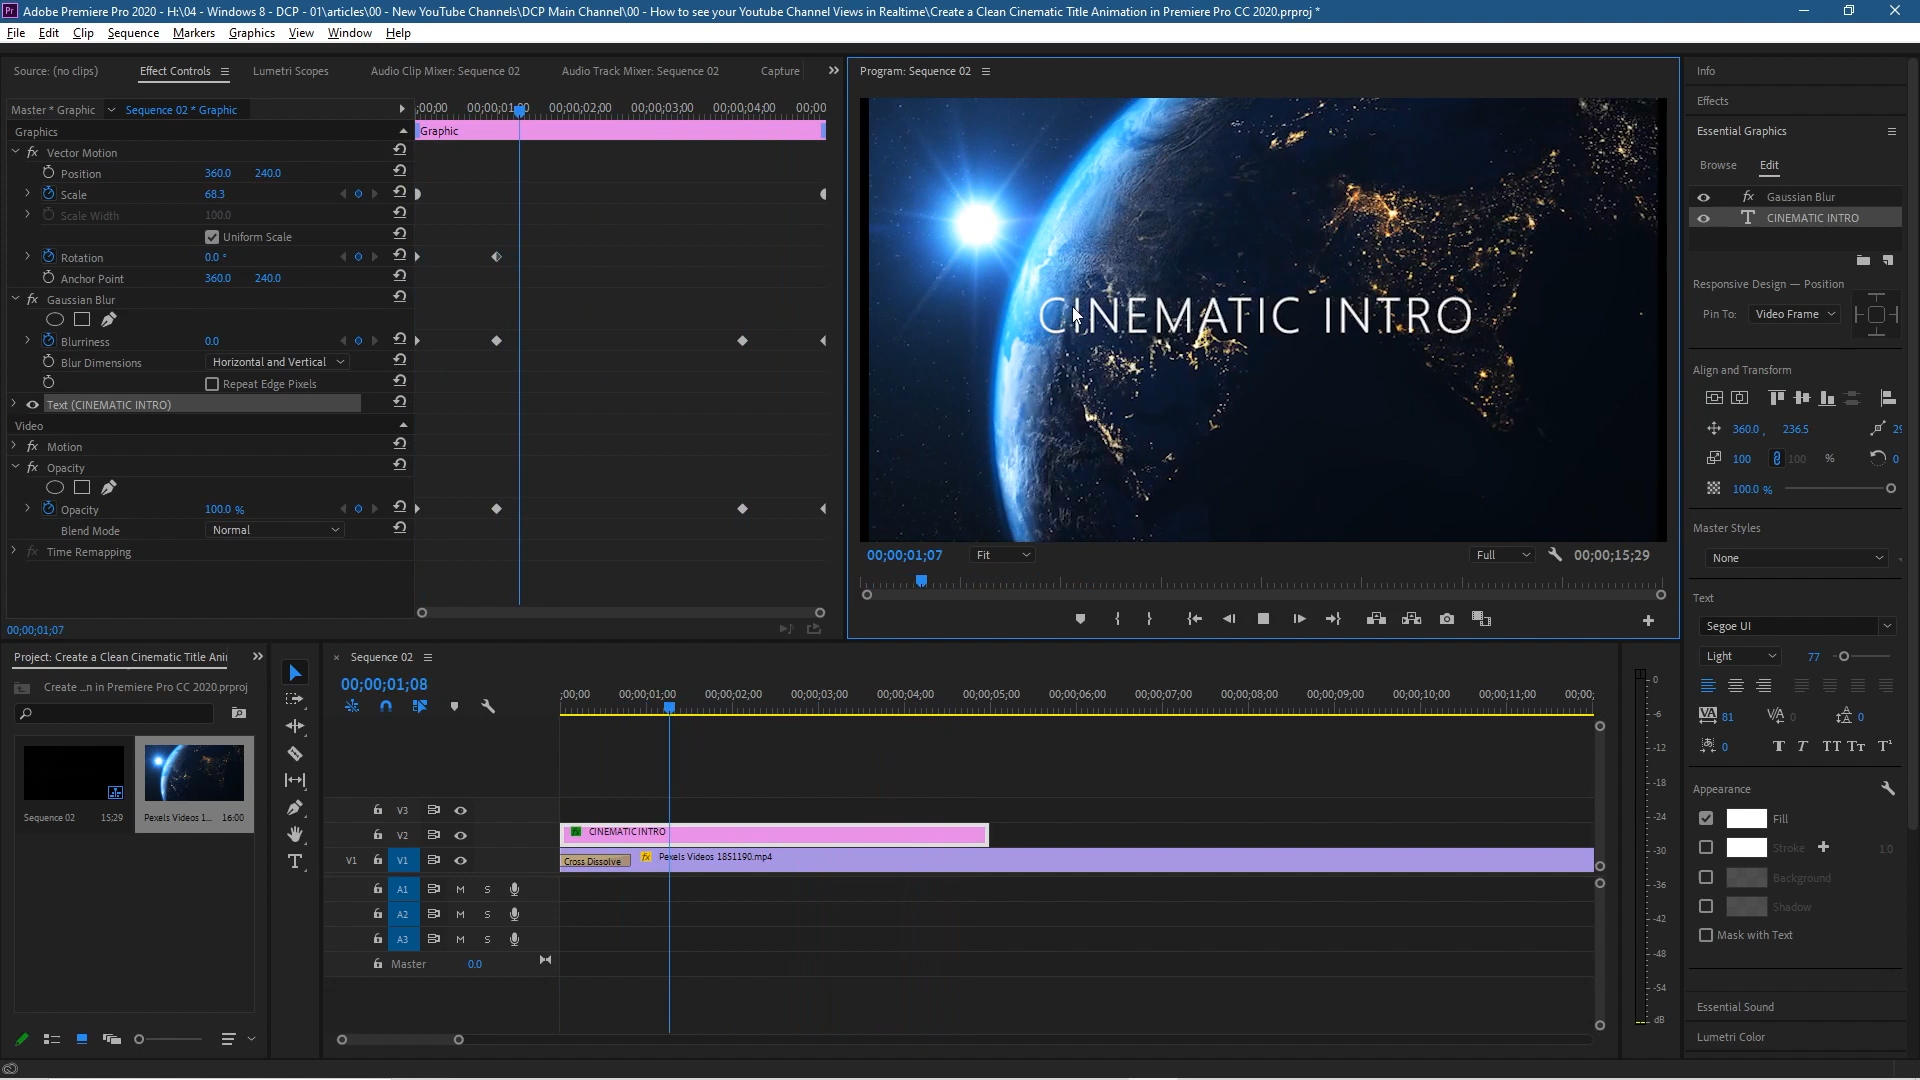 Adobe Premiere Pro 2020 - H:\04 - Windows 8 - DCP - 01\articles\00 - New YouTube Channels\DCP Main Channel\00 - How to see your Youtube Channel Views in Realtime\Create a Clean Cinematic Title Animation in Premiere Pro CC 2020.prproj *
File Edit Clip Sequence Markers Graphics View Window Help
Source: (no clips) Effect Controls Lumetri Scopes Audio Clip Mixer: Sequence 02 Audio Track Mixer: Sequence 02 Capture
Program: Sequence 02
Info
Effects
Essential Graphics
Browse Edit
Gaussian Blur
CINEMATIC INTRO
Responsive Design — Position
Pin To: Video Frame
Align and Transform
360.0 , 236.5
100 100 % 0
100.0 %
Master Styles
None
Text
Segoe UI
Light 77
81 0 0
0
Appearance
Fill
Stroke 1.0
Background
Shadow
Mask with Text
Essential Sound
Lumetri Color
Master * Graphic Sequence 02 * Graphic
;00;00 00;00;02;00 00;00;03;00 00;00;04;00 00;00
Graphics
Graphic
Vector Motion
Position 360.0 240.0
Scale 68.3
Scale Width 100.0
Uniform Scale
Rotation 0.0 °
Anchor Point 360.0 240.0
Gaussian Blur
Blurriness 0.0
Blur Dimensions Horizontal and Vertical
Repeat Edge Pixels
Text (CINEMATIC INTRO)
Video
Motion
Opacity
Opacity 100.0 %
Blend Mode Normal
Time Remapping
00;00;01;07
CINEMATIC INTRO
00;00;01;07 Fit Full 00;00;15;29
Project: Create a Clean Cinematic Title Ani
Create ...n in Premiere Pro CC 2020.prproj
Sequence 02 15:29
Pexels Videos 1... 16:00
Sequence 02
00;00;01;08
;00;00 00;00;01;00 00;00;02;00 00;00;03;00 00;00;04;00 00;00;05;00 00;00;06;00 00;00;07;00 00;00;08;00 00;00;09;00 00;00;10;00 00;00;11;00 00;00;
V3
V2 CINEMATIC INTRO
V1 V1 Cross Dissolve Pexels Videos 1851190.mp4
A1 M S
A2 M S
A3 M S
Master 0.0
0
-6
-12
-18
-24
-30
-36
-42
-48
-54
dB